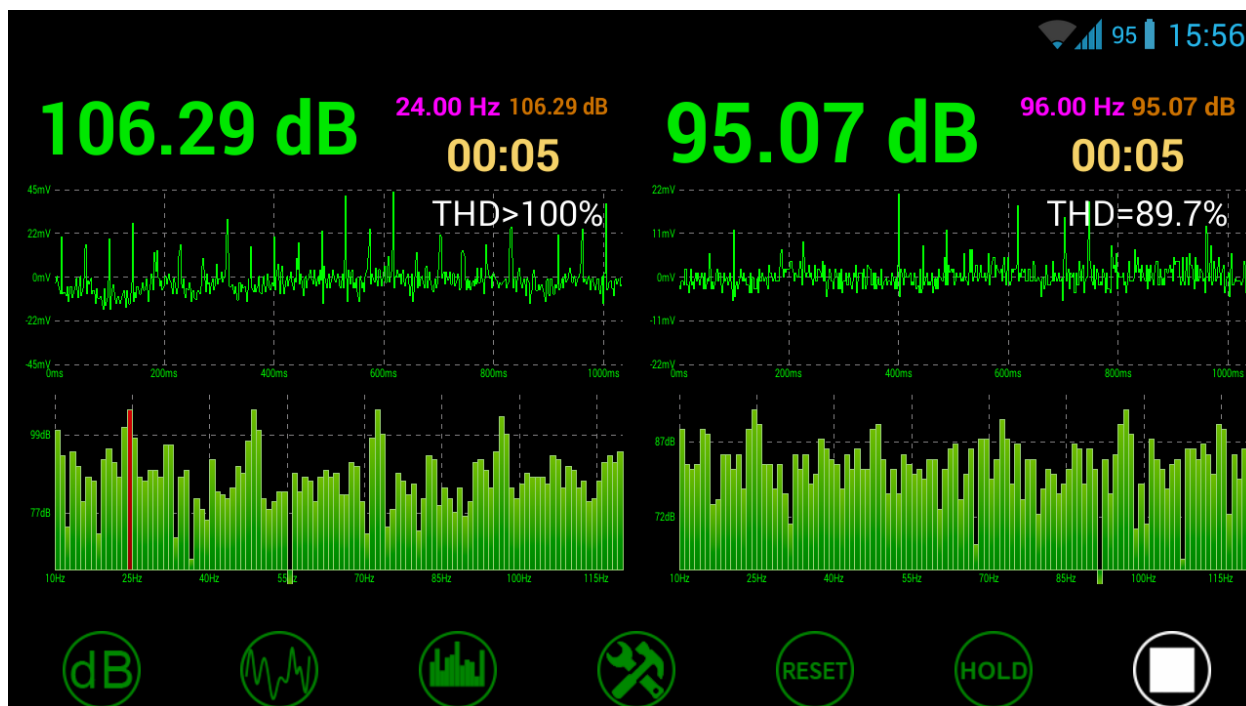 95 15:56
106.29 dB
24.00 Hz 106.29 dB
00:05
THD>100%
45mV
22mV
0mV
-22mV
-45mV
0ms 200ms 400ms 600ms 800ms 1000ms
99dB
77dB
10Hz 25Hz 40Hz 55Hz 70Hz 85Hz 100Hz 115Hz
95.07 dB
96.00 Hz 95.07 dB
00:05
THD=89.7%
22mV
11mV
0mV
-11mV
-22mV
0ms 200ms 400ms 600ms 800ms 1000ms
87dB
72dB
10Hz 25Hz 40Hz 55Hz 70Hz 85Hz 100Hz 115Hz
dB RESET HOLD